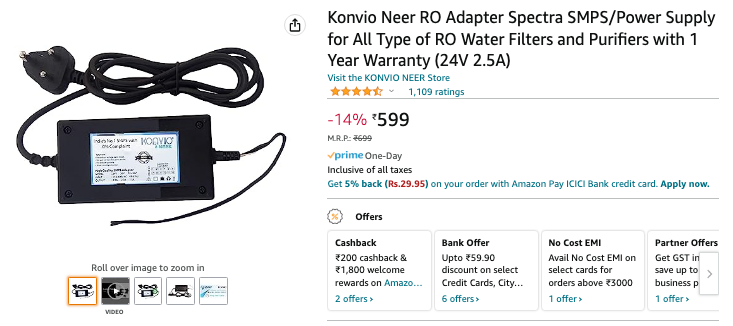 Konvio Neer RO Adapter Spectra SMPS/Power Supply
for All Type of RO Water Filters and Purifiers with 1
Year Warranty (24V 2.5A)
Visit the KONVIO NEER Store
1,109 ratings
-14% ₹599
M.R.P.: ₹699
prime One-Day
Inclusive of all taxes
Get 5% back (Rs.29.95) on your order with Amazon Pay ICICI Bank credit card. Apply now.
Offers
Cashback
₹200 cashback &
₹1,800 welcome
rewards on Amazo...
2 offers ›
Bank Offer
Upto ₹59.90
discount on select
Credit Cards, City...
6 offers ›
No Cost EMI
Avail No Cost EMI on
select cards for
orders above ₹3000
1 offer ›
Partner Offers
Get GST in
save up to
business p
1 offer ›
KONVIO
Roll over image to zoom in
VIDEO